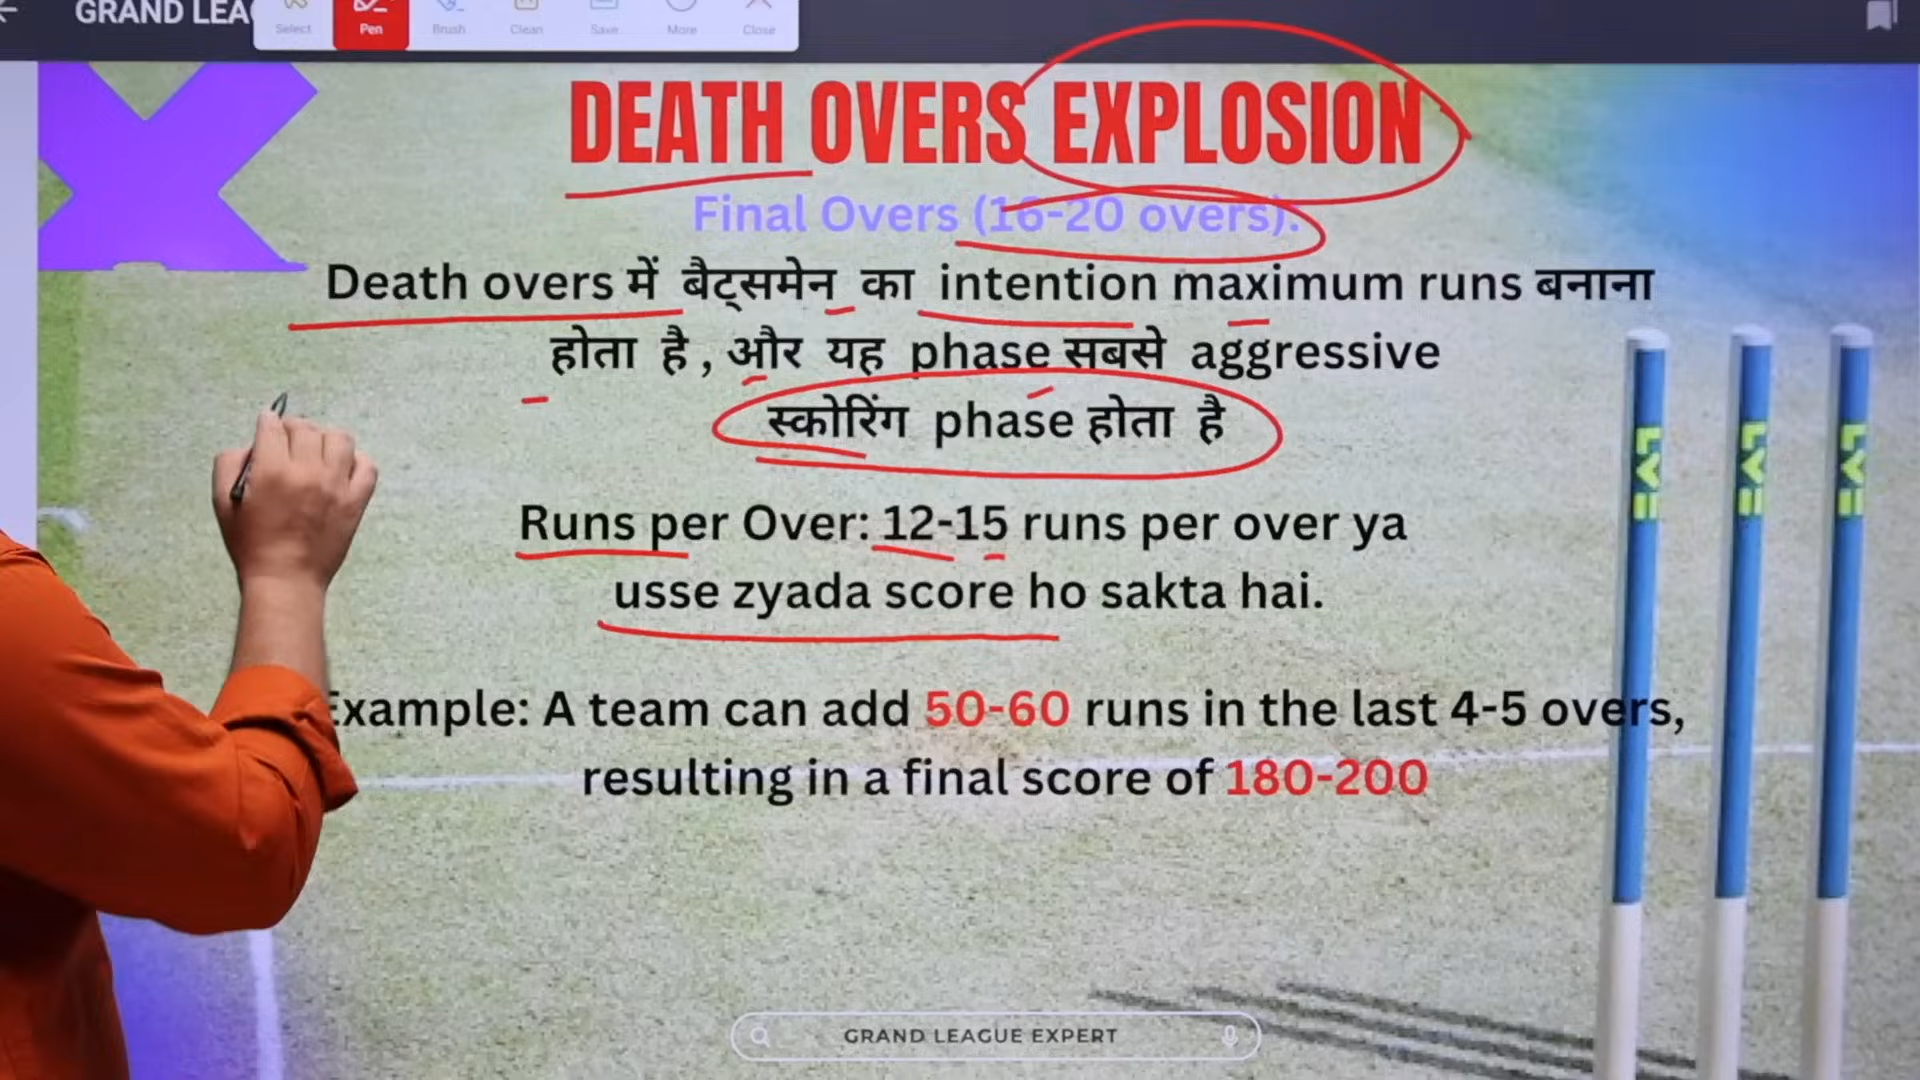 GRAND LEA
Select Pen Brush Clean Save More Close
DEATH OVERS EXPLOSION
Final Overs (16-20 overs):
Death overs में बैट्समेन का intention maximum runs बनाना
होता है , और यह phase सबसे aggressive
स्कोरिंग phase होता है
Runs per Over: 12-15 runs per over ya
usse zyada score ho sakta hai.
Example: A team can add 50-60 runs in the last 4-5 overs,
resulting in a final score of 180-200
GRAND LEAGUE EXPERT